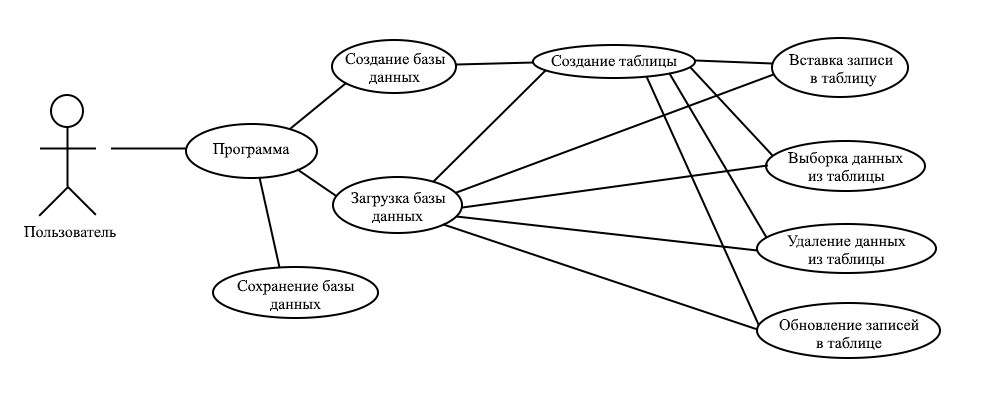 Создание базы
данных
Создание таблицы
Вставка записи
в таблицу
Программа
Выборка данных
из таблицы
Загрузка базы
данных
Пользователь
Удаление данных
из таблицы
Сохранение базы
данных
Обновление записей
в таблице